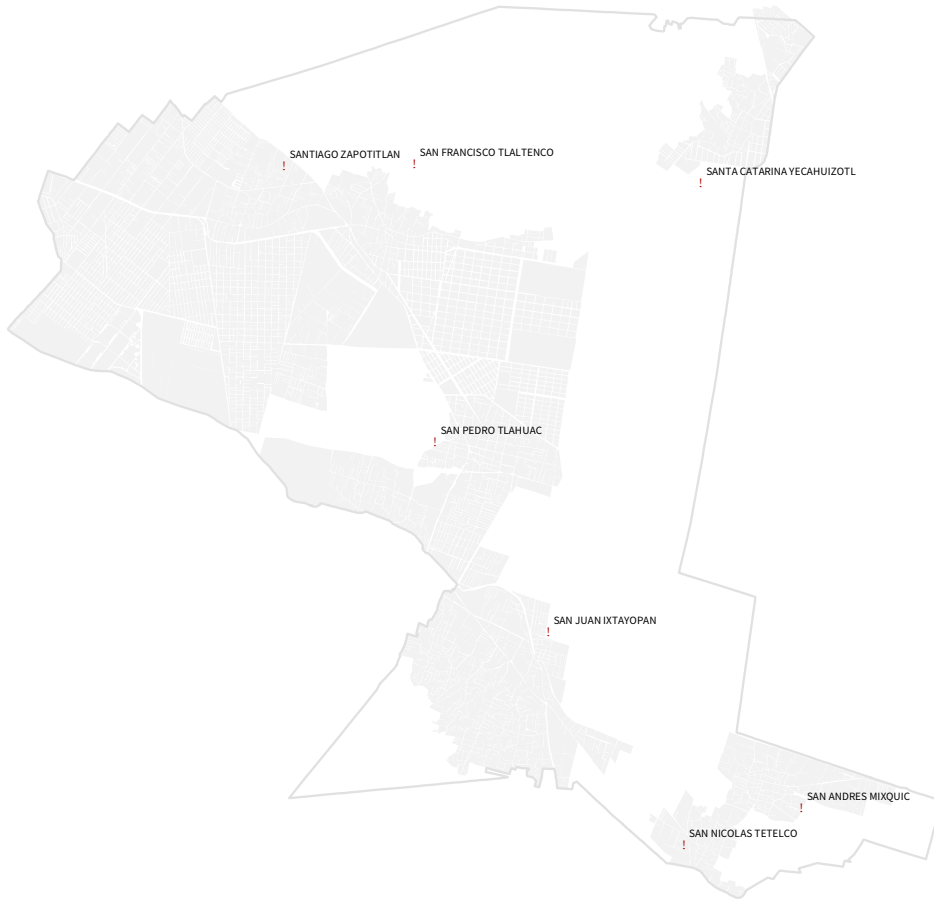 SANTIAGO ZAPOTITLAN
!
SAN FRANCISCO TLALTENCO
!
SANTA CATARINA YECAHUIZOTL
!
SAN PEDRO TLAHUAC
!
SAN JUAN IXTAYOPAN
!
SAN ANDRES MIXQUIC
!
SAN NICOLAS TETELCO
!